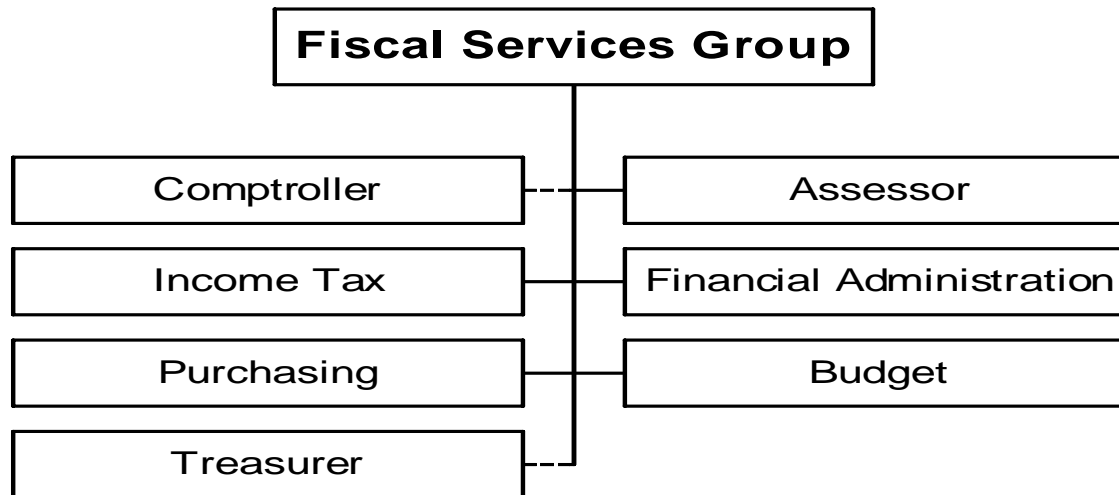 Fiscal Services Group
Comptroller
Assessor
Income Tax
Financial Administration
Purchasing
Budget
Treasurer